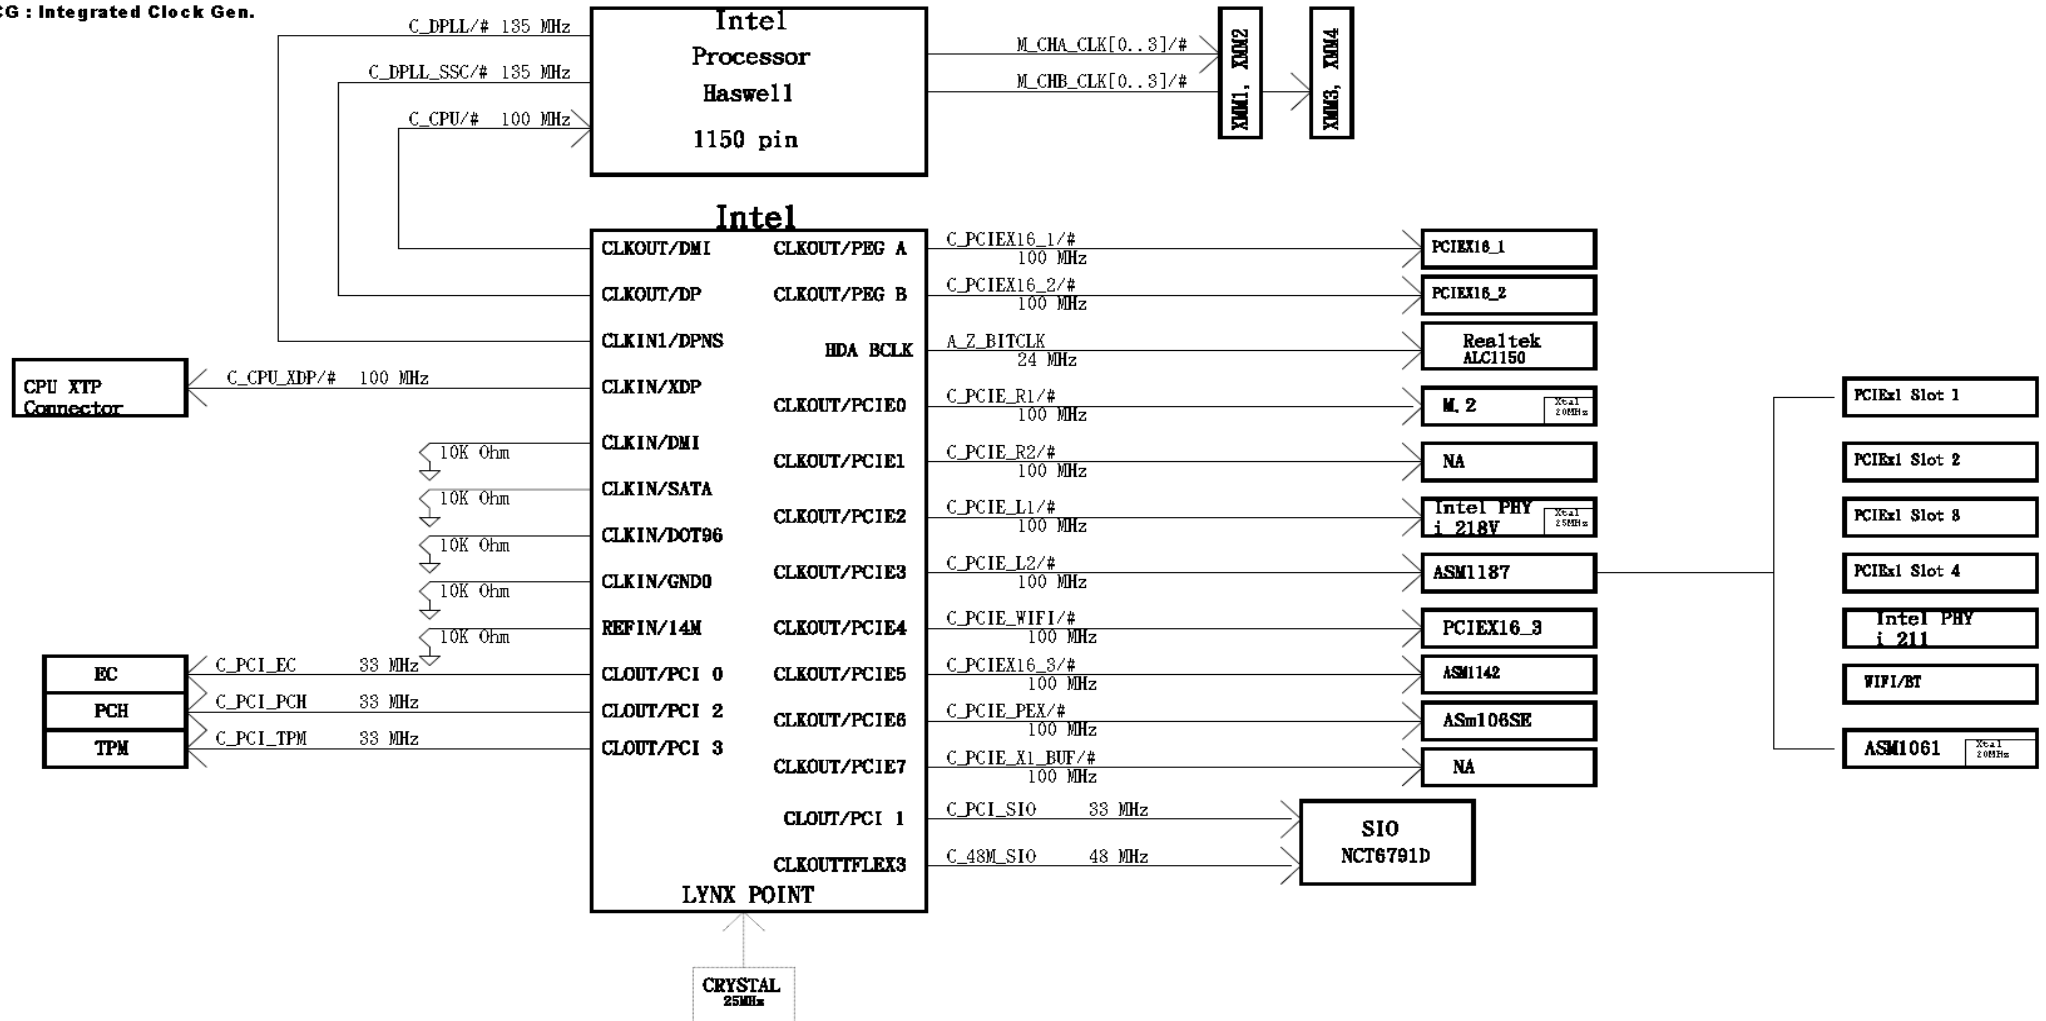 CG : Integrated Clock Gen.
C_DPLL/# 135 MHz
C_DPLL_SSC/# 135 MHz
C_CPU/# 100 MHz
Intel
Processor
Haswell
1150 pin
M_CHA_CLK[0..3]/#
M_CHB_CLK[0..3]/#
XMM1, XMM2
XMM3, XMM4
Intel
CLKOUT/DMI
CLKOUT/DP
CLKIN1/DPNS
CLKIN/XDP
CLKIN/DMI
CLKIN/SATA
CLKIN/DOT96
CLKIN/GND0
REFIN/14M
CLOUT/PCI 0
CLOUT/PCI 2
CLOUT/PCI 3
CPU XTP
Connector
C_CPU_XDP/# 100 MHz
10K Ohm
10K Ohm
10K Ohm
10K Ohm
10K Ohm
EC
C_PCI_EC 33 MHz
PCH
C_PCI_PCH 33 MHz
TPM
C_PCI_TPM 33 MHz
CLKOUT/PEG A
C_PCIEX16_1/#
100 MHz
PCIEX16_1
CLKOUT/PEG B
C_PCIEX16_2/#
100 MHz
PCIEX16_2
HDA BCLK
A_Z_BITCLK
24 MHz
Realtek
ALC1150
CLKOUT/PCIE0
C_PCIE_R1/#
100 MHz
M.2
Xtal
20MHz
CLKOUT/PCIE1
C_PCIE_R2/#
100 MHz
NA
CLKOUT/PCIE2
C_PCIE_L1/#
100 MHz
Intel PHY
i 218V
Xtal
25MHz
CLKOUT/PCIE3
C_PCIE_L2/#
100 MHz
ASM1187
CLKOUT/PCIE4
C_PCIE_WIFI/#
100 MHz
PCIEX16_3
CLKOUT/PCIE5
C_PCIEX16_3/#
100 MHz
ASM1142
CLKOUT/PCIE6
C_PCIE_PEX/#
100 MHz
ASm106SE
CLKOUT/PCIE7
C_PCIE_X1_BUF/#
100 MHz
NA
CLOUT/PCI 1
C_PCI_SIO 33 MHz
CLKOUTTFLEX3
C_48M_SIO 48 MHz
SIO
NCT6791D
LYNX POINT
CRYSTAL
25MHz
PCIEx1 Slot 1
PCIEx1 Slot 2
PCIEx1 Slot 3
PCIEx1 Slot 4
Intel PHY
i 211
WIFI/BT
ASM1061
Xtal
20MHz